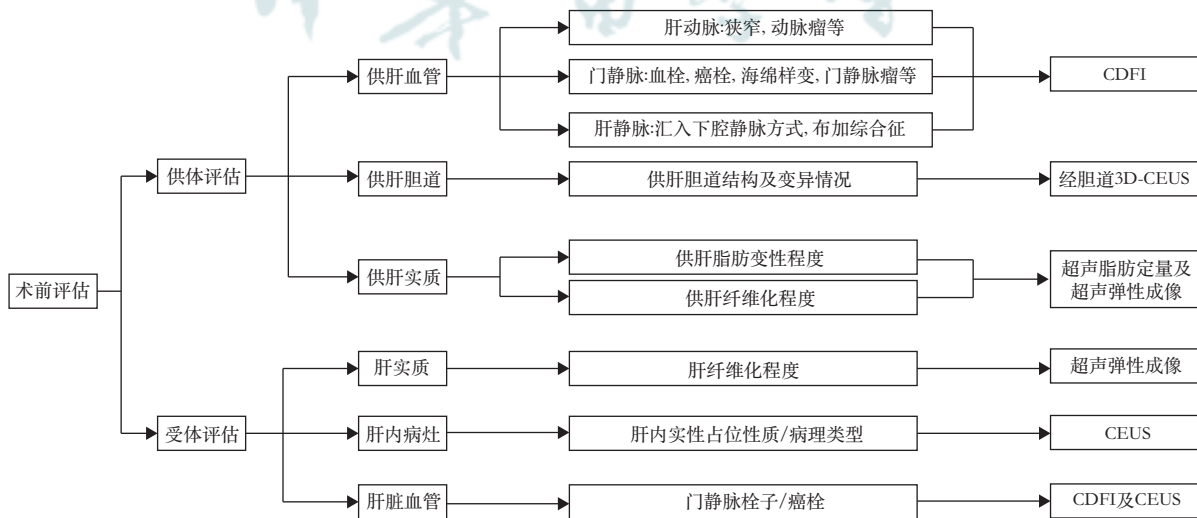 肝动脉:狭窄, 动脉瘤等
供肝血管
门静脉:血栓, 癌栓, 海绵样变, 门静脉瘤等
CDFI
肝静脉:汇入下腔静脉方式, 布加综合征
供体评估
供肝胆道
供肝胆道结构及变异情况
经胆道3D-CEUS
供肝脂肪变性程度
术前评估
供肝实质
超声脂肪定量及
超声弹性成像
供肝纤维化程度
肝实质
肝纤维化程度
超声弹性成像
受体评估
肝内病灶
肝内实性占位性质/病理类型
CEUS
肝脏血管
门静脉栓子/癌栓
CDFI及CEUS